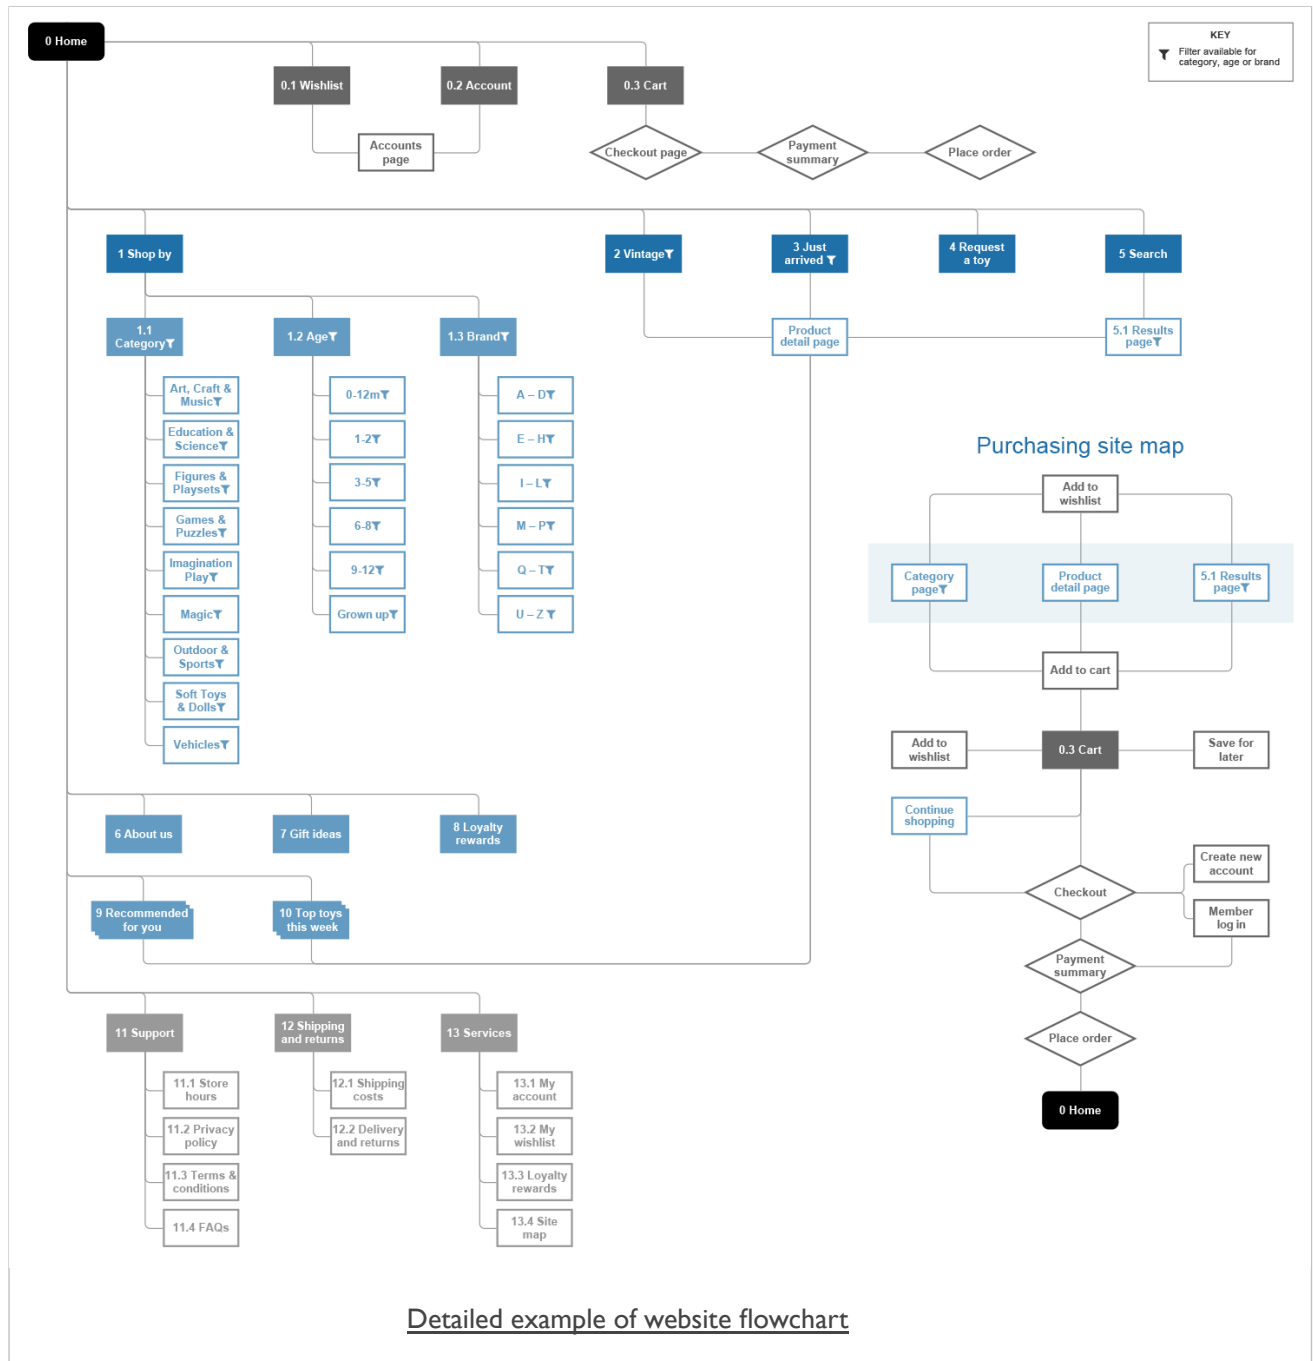 0 Home
KEY
Filter available for
category, age or brand
0.1 Wishlist
0.2 Account
0.3 Cart
Accounts
page
Checkout page
Payment
summary
Place order
1 Shop by
2 Vintage
3 Just
arrived
4 Request
a toy
5 Search
1.1
Category
1.2 Age
1.3 Brand
Product
detail page
5.1 Results
page
Art, Craft &
Music
Education &
Science
Figures &
Playsets
Games &
Puzzles
Imagination
Play
Magic
Outdoor &
Sports
Soft Toys
& Dolls
Vehicles
0-12m
1-2
3-5
6-8
9-12
Grown up
A – D
E – H
I – L
M – P
Q – T
U – Z
Purchasing site map
Add to
wishlist
Category
page
Product
detail page
5.1 Results
page
Add to cart
Add to
wishlist
0.3 Cart
Save for
later
Continue
shopping
Checkout
Create new
account
Member
log in
Payment
summary
Place order
0 Home
6 About us
7 Gift ideas
8 Loyalty
rewards
9 Recommended
for you
10 Top toys
this week
11 Support
12 Shipping
and returns
13 Services
11.1 Store
hours
11.2 Privacy
policy
11.3 Terms &
conditions
11.4 FAQs
12.1 Shipping
costs
12.2 Delivery
and returns
13.1 My
account
13.2 My
wishlist
13.3 Loyalty
rewards
13.4 Site
map
Detailed example of website flowchart